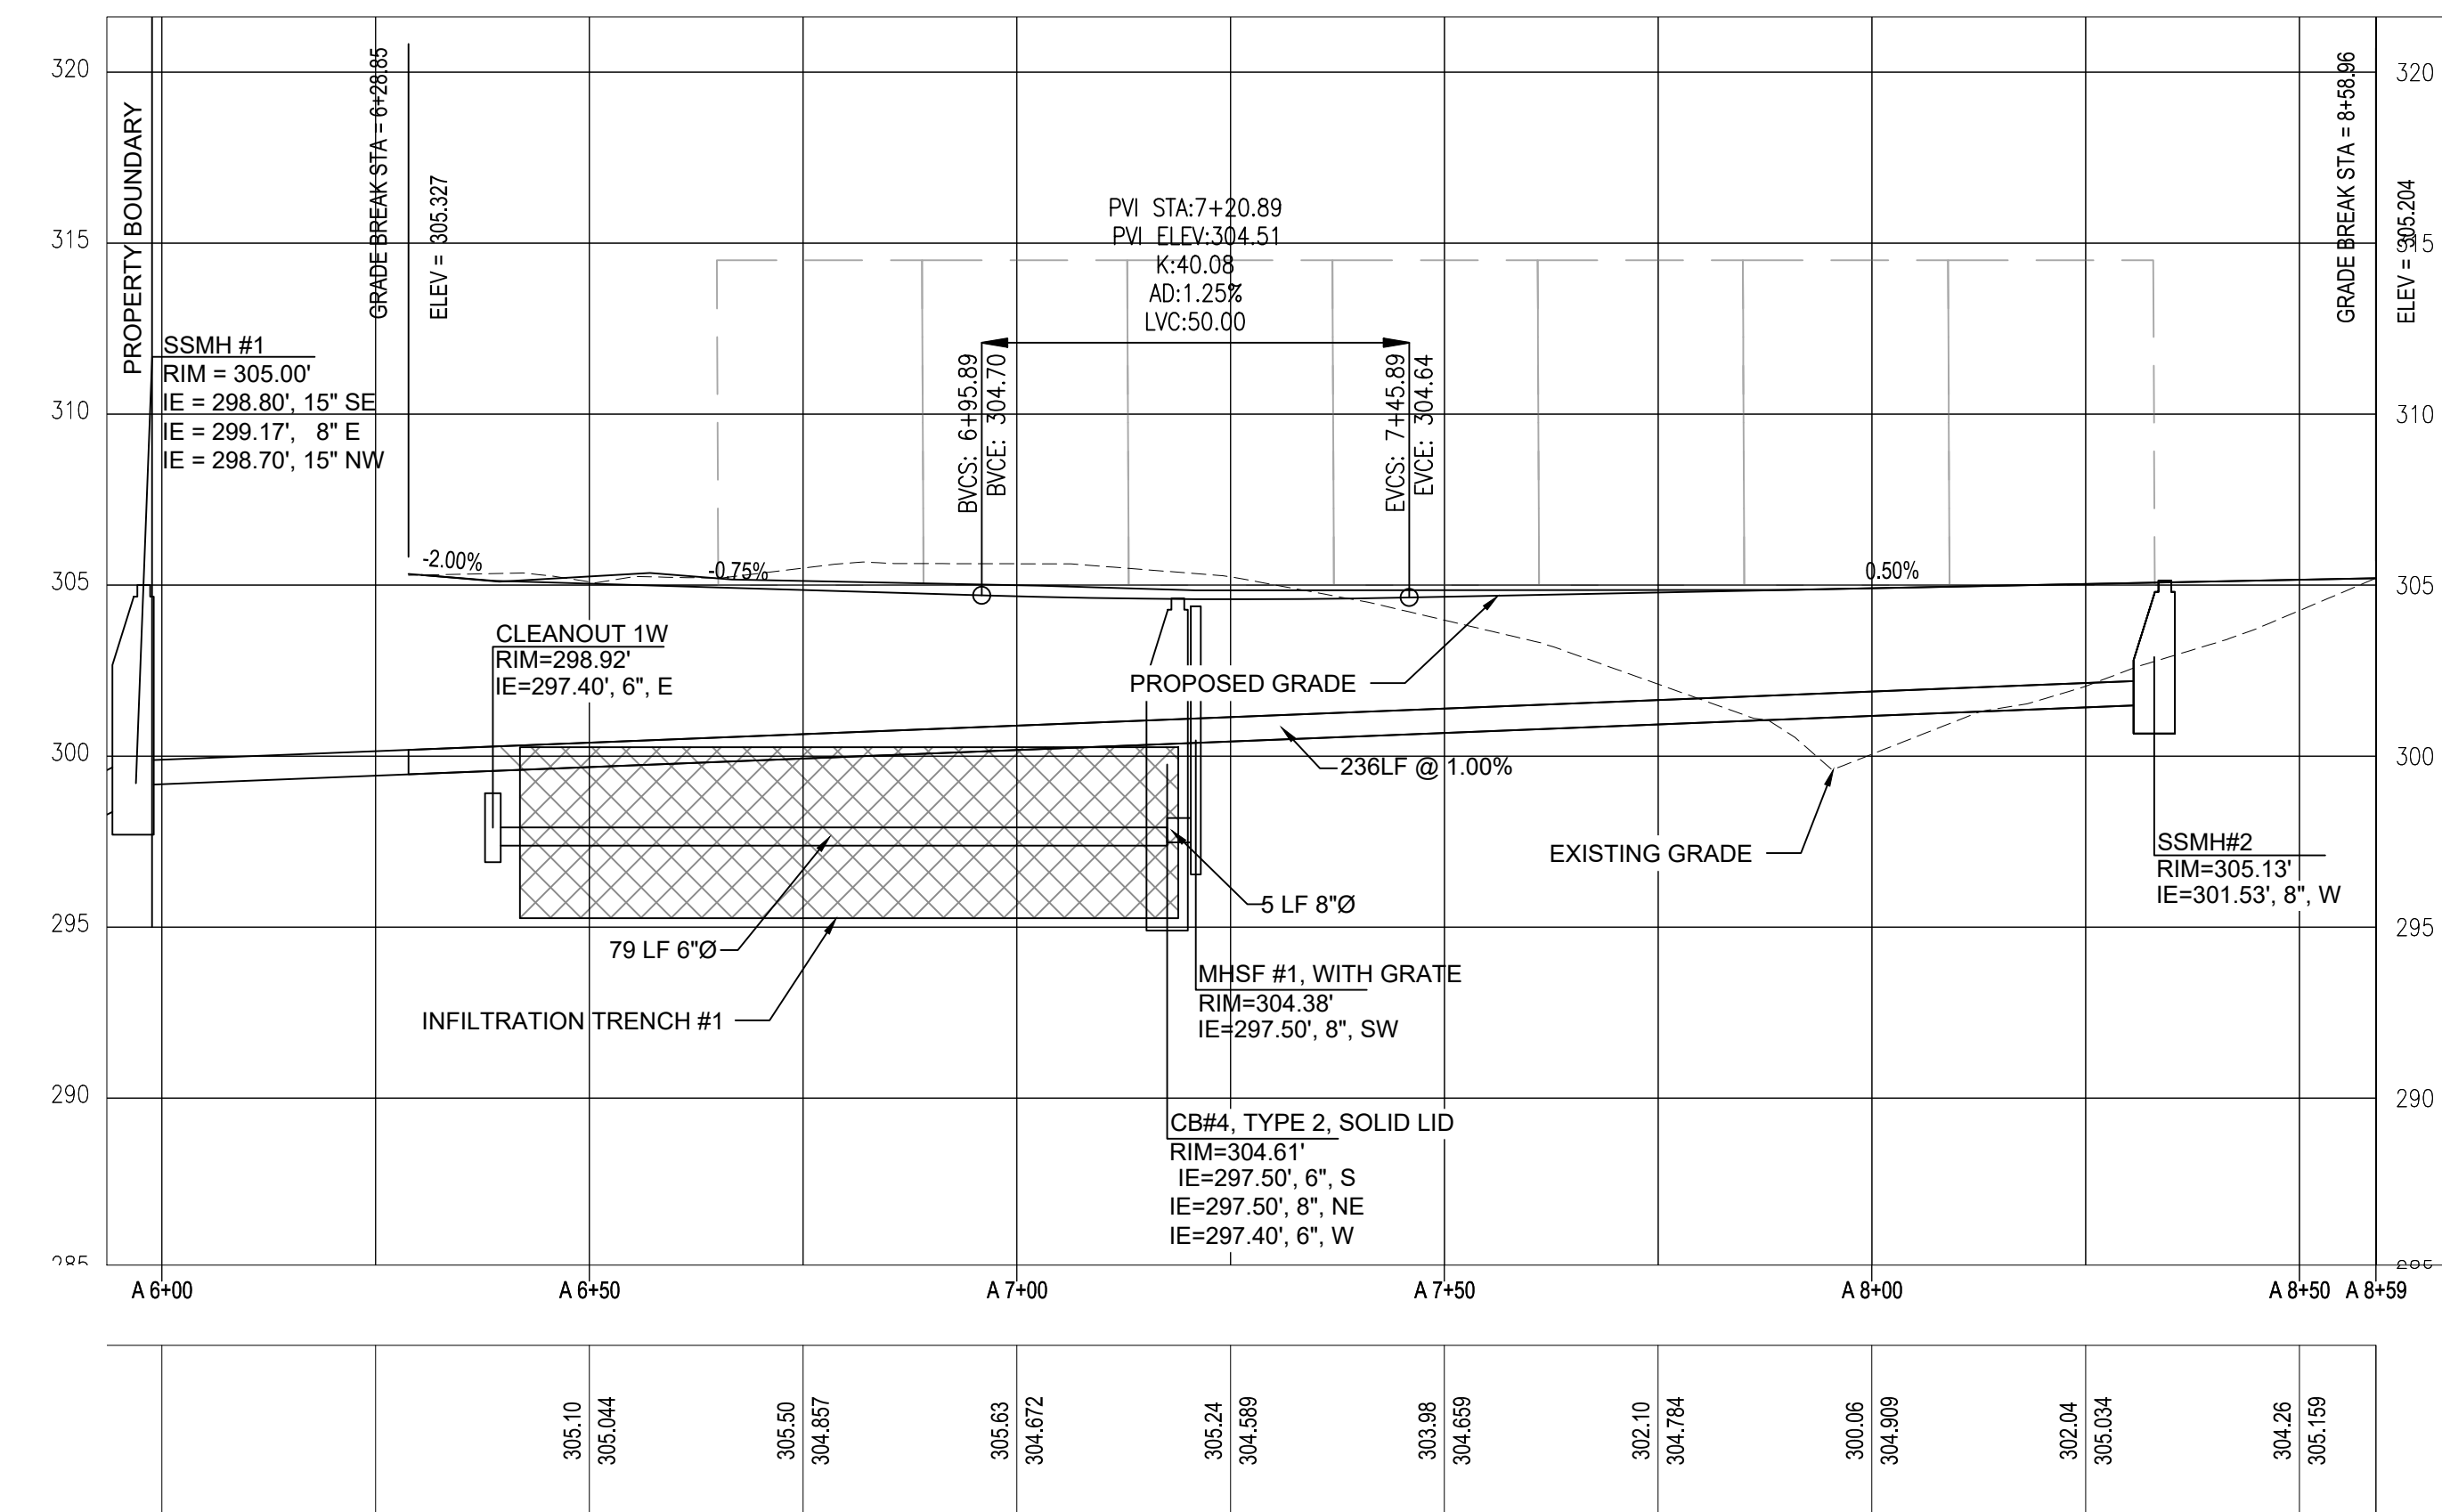 320
315
310
305
300
295
290
285
320
315
310
305
300
295
290
285
PROPERTY BOUNDARY
GRADE BREAK STA = 6+28.85
ELEV = 305.327
GRADE BREAK STA = 8+58.96
ELEV = 305.204
SSMH #1
RIM = 305.00'
IE = 298.80', 15" SE
IE = 299.17', 8" E
IE = 298.70', 15" NW
PVI STA:7+20.89
PVI ELEV:304.51
K:40.08
AD:1.25%
LVC:50.00
BVCS: 6+95.89
BVCE: 304.70
EVCS: 7+45.89
EVCE: 304.64
-2.00%
-0.75%
0.50%
CLEANOUT 1W
RIM=298.92'
IE=297.40', 6", E
PROPOSED GRADE
236LF @ 1.00%
EXISTING GRADE
SSMH#2
RIM=305.13'
IE=301.53', 8", W
5 LF 8"Ø
79 LF 6"Ø
INFILTRATION TRENCH #1
MHSF #1, WITH GRATE
RIM=304.38'
IE=297.50', 8", SW
CB#4, TYPE 2, SOLID LID
RIM=304.61'
IE=297.50', 6", S
IE=297.50', 8", NE
IE=297.40', 6", W
A 6+00
A 6+50
A 7+00
A 7+50
A 8+00
A 8+50
A 8+59
305.10
305.044
305.50
304.857
305.63
304.672
305.24
304.589
303.98
304.659
302.10
304.784
300.06
304.909
302.04
305.034
304.26
305.159